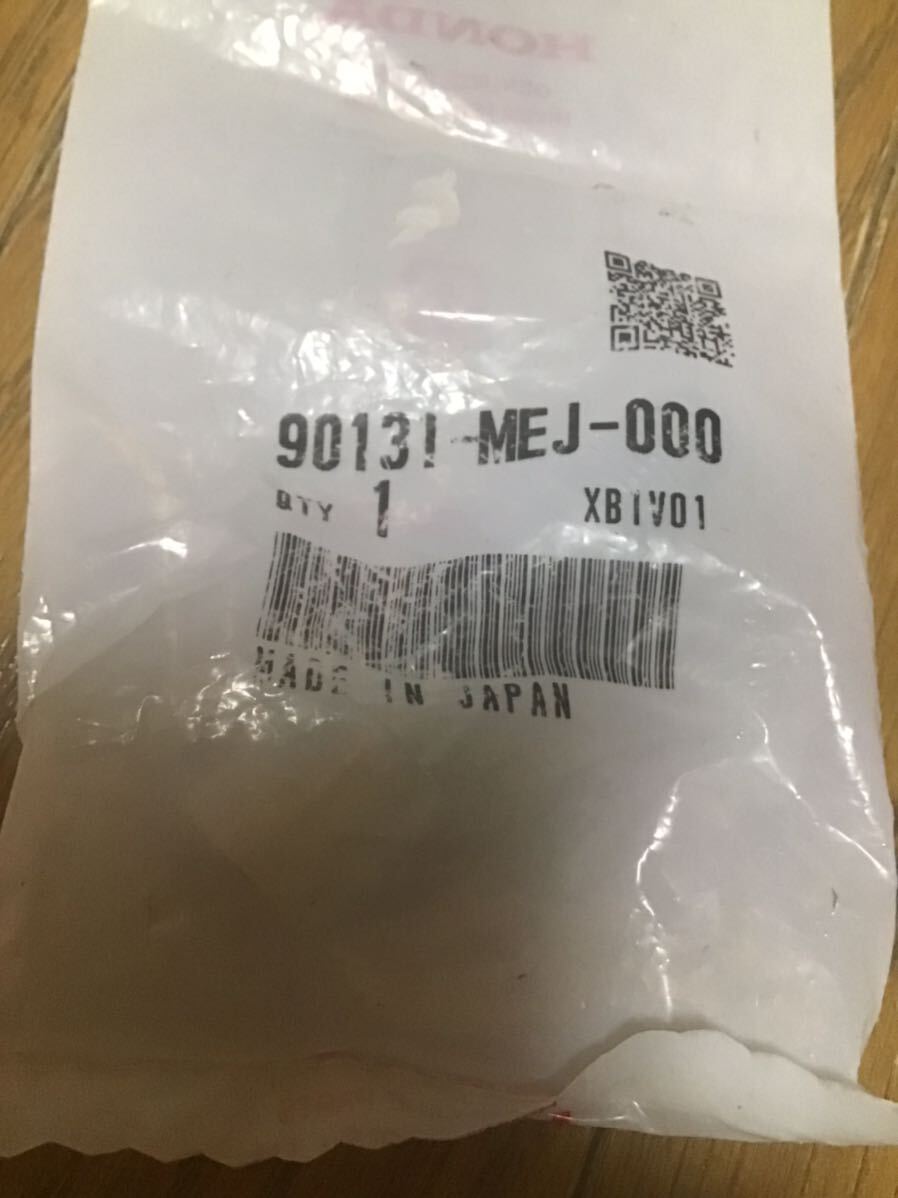 HONDA
90131-MEJ-000
QTY 1 XB1V01
MADE IN JAPAN